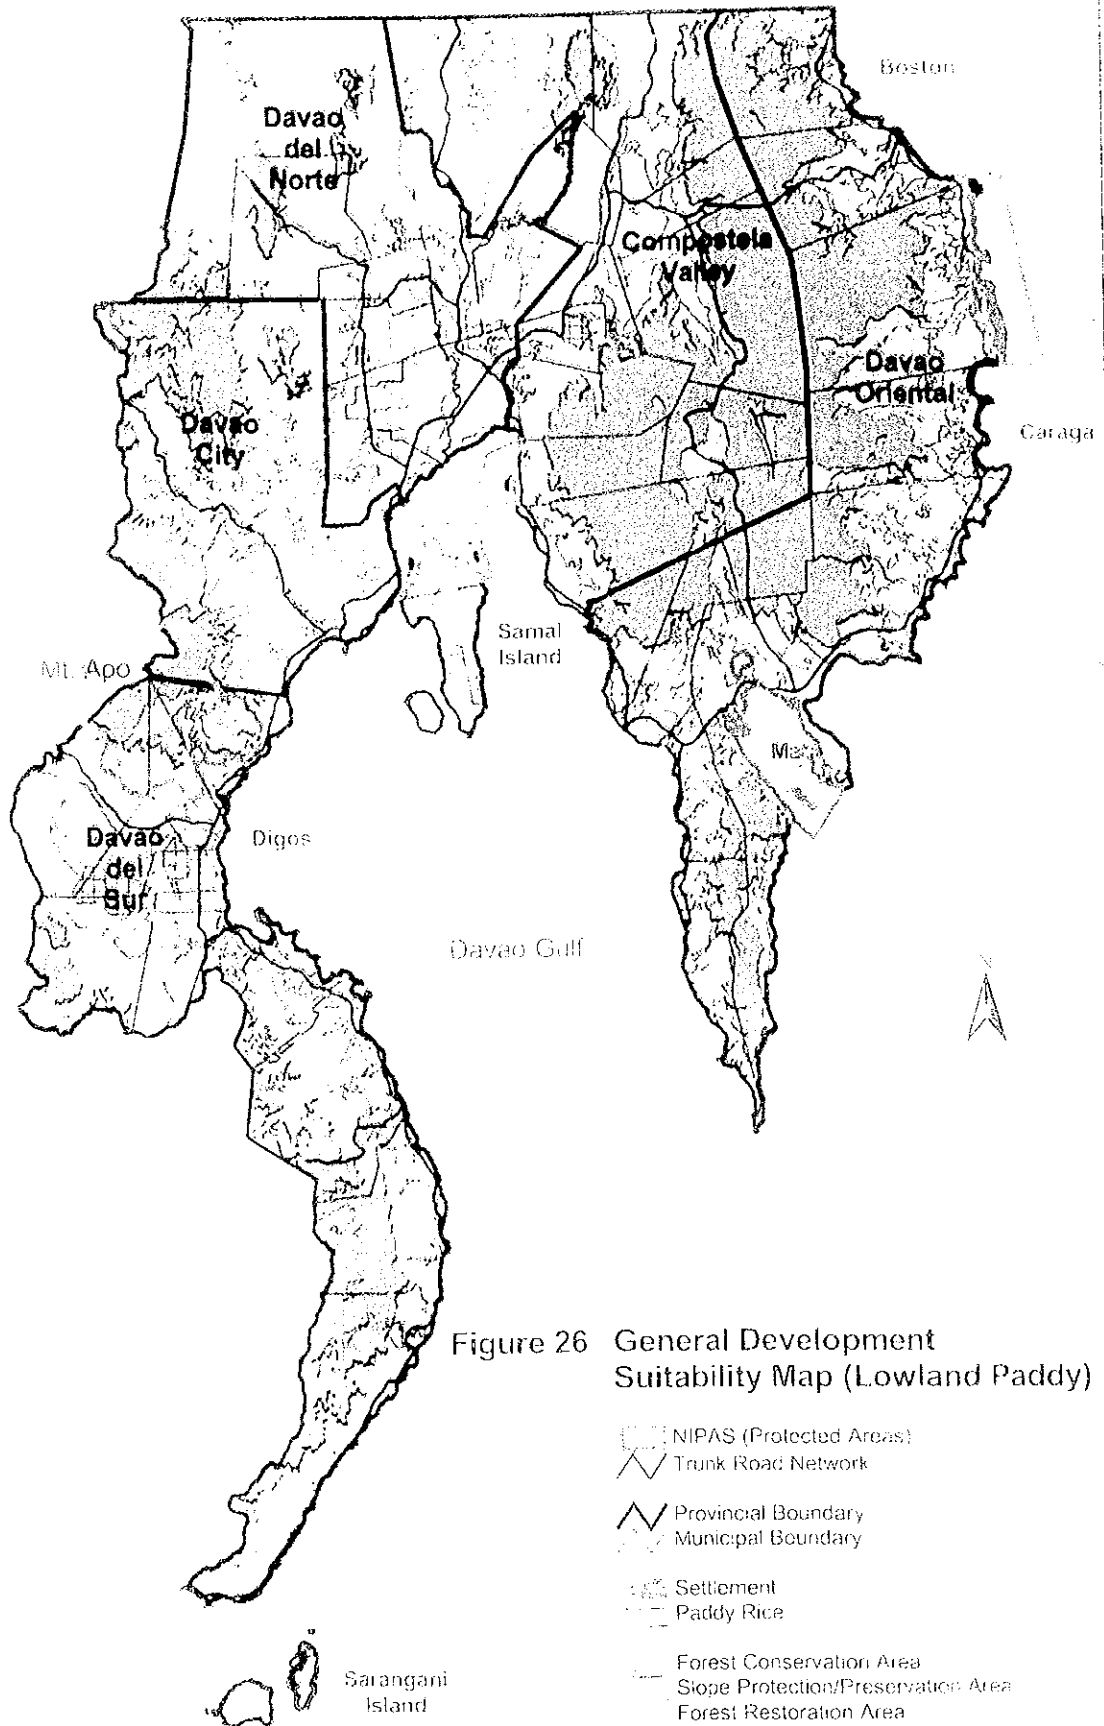 Boston
Davao
del
Norte
Compostela
Valley
Davao
Oriental
Davao
City
Caraga
Samal
Island
Mt. Apo
Davao
del
Sur
Digos
Davao Gulf
Figure 26 General Development
Suitability Map (Lowland Paddy)
NIPAS (Protected Areas)
Trunk Road Network
Provincial Boundary
Municipal Boundary
Settlement
Paddy Rice
Forest Conservation Area
Slope Protection/Preservation Area
Forest Restoration Area
Sarangani
Island